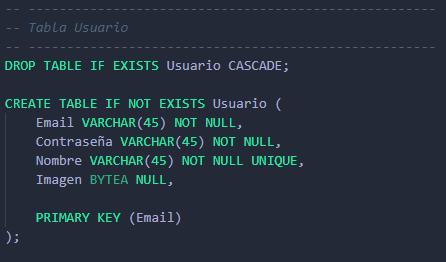 -- ----------------------------------------------------
-- Tabla Usuario
-- ----------------------------------------------------
DROP TABLE IF EXISTS Usuario CASCADE;
CREATE TABLE IF NOT EXISTS Usuario (
Email VARCHAR(45) NOT NULL,
Contraseña VARCHAR(45) NOT NULL,
Nombre VARCHAR(45) NOT NULL UNIQUE,
Imagen BYTEA NULL,
PRIMARY KEY (Email)
);